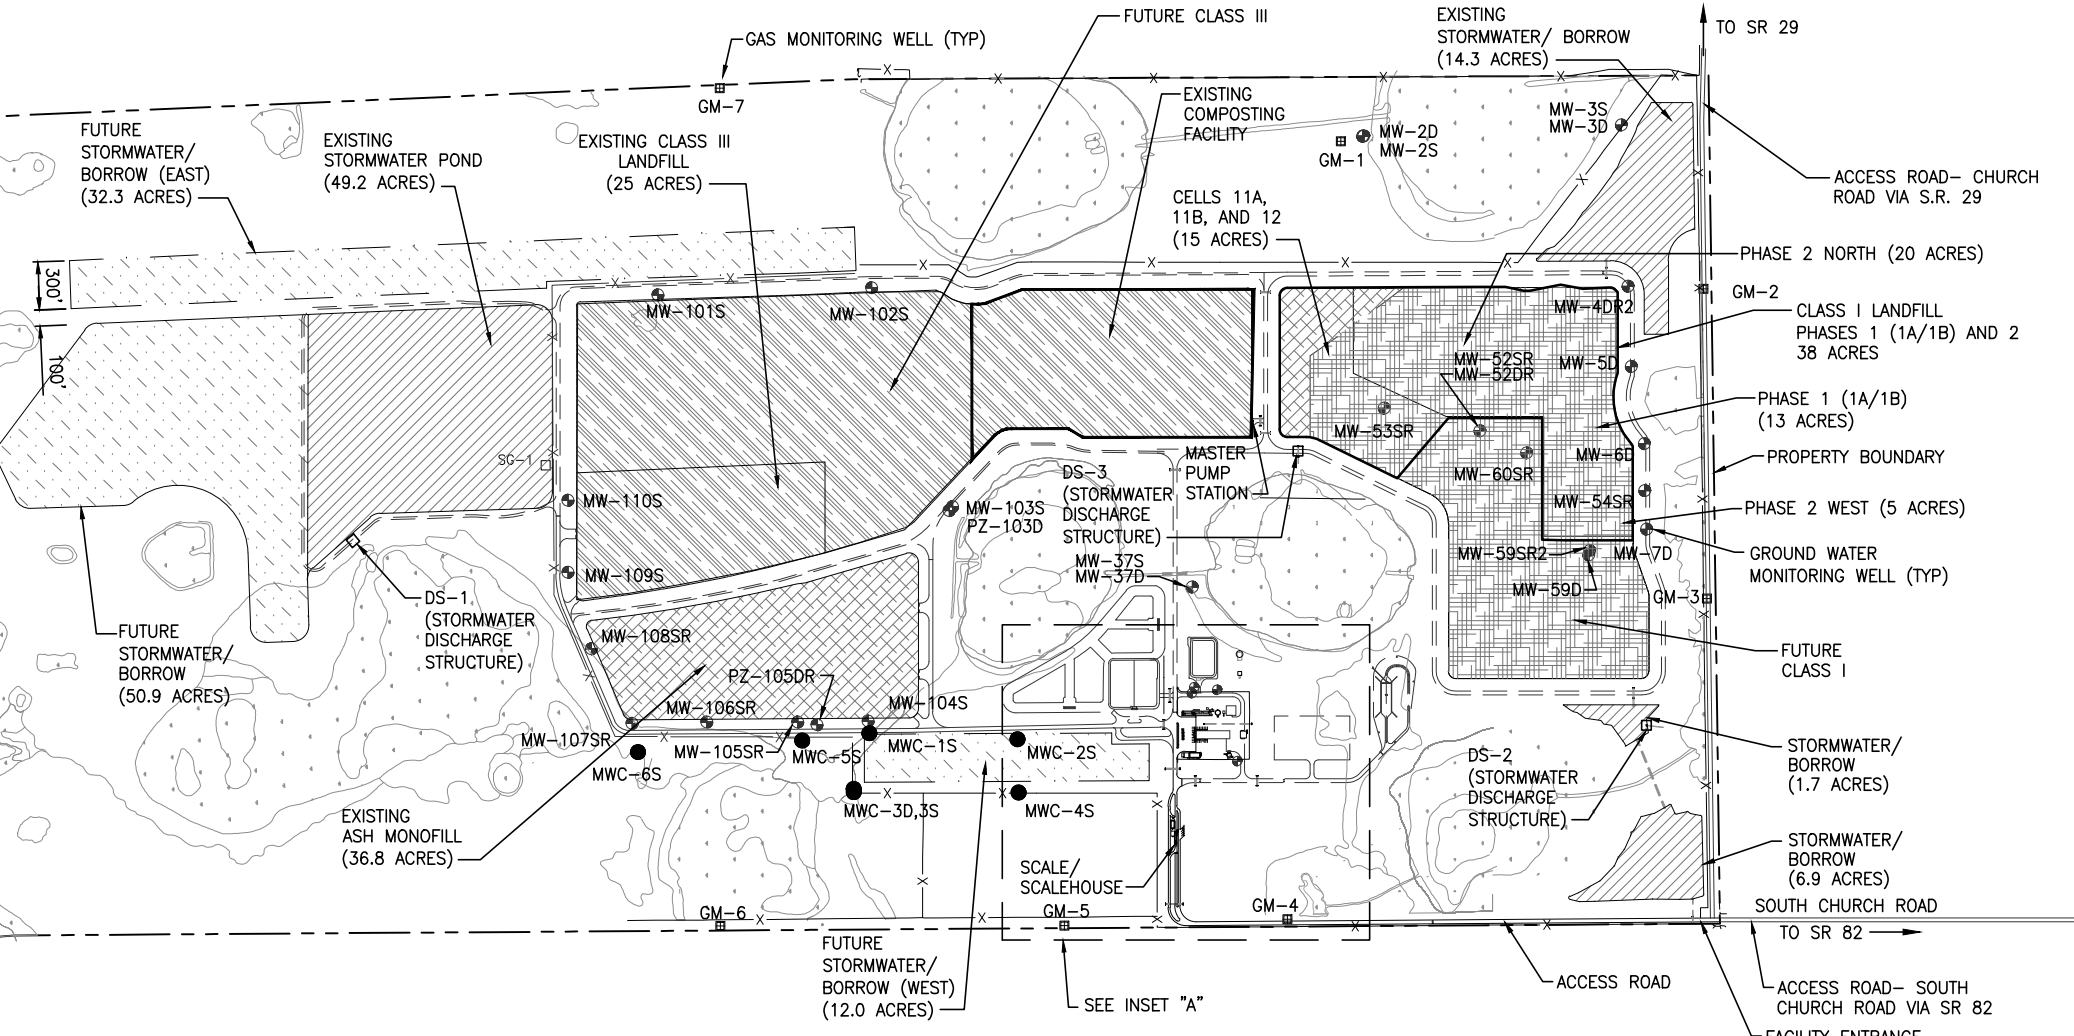 FUTURE CLASS III
EXISTING
STORMWATER/ BORROW
(14.3 ACRES)
TO SR 29
GAS MONITORING WELL (TYP)
GM-7
EXISTING
COMPOSTING
FACILITY
MW-3S
MW-3D
MW-2D
MW-2S
GM-1
FUTURE
STORMWATER/
BORROW (EAST)
(32.3 ACRES)
EXISTING
STORMWATER POND
(49.2 ACRES)
EXISTING CLASS III
LANDFILL
(25 ACRES)
ACCESS ROAD- CHURCH
ROAD VIA S.R. 29
CELLS 11A,
11B, AND 12
(15 ACRES)
PHASE 2 NORTH (20 ACRES)
300'
100'
GM-2
MW-101S
MW-102S
MW-4DR2
CLASS I LANDFILL
PHASES 1 (1A/1B) AND 2
38 ACRES
MW-52SR
MW-52DR
MW-5D
PHASE 1 (1A/1B)
(13 ACRES)
MW-53SR
SG-1
MASTER
PUMP
STATION
MW-6D
PROPERTY BOUNDARY
MW-60SR
DS-3
(STORMWATER
DISCHARGE
STRUCTURE)
MW-110S
MW-103S
PZ-103D
MW-54SR
PHASE 2 WEST (5 ACRES)
MW-37S
MW-37D
MW-59SR2
MW-7D
GROUND WATER
MONITORING WELL (TYP)
MW-109S
MW-59D
GM-3
DS-1
(STORMWATER
DISCHARGE
STRUCTURE)
FUTURE
STORMWATER/
BORROW
(50.9 ACRES)
MW-108SR
FUTURE
CLASS I
PZ-105DR
MW-106SR
MW-104S
MW-107SR
MW-105SR
MWC-5S
MWC-1S
MWC-2S
MWC-6S
STORMWATER/
BORROW
(1.7 ACRES)
DS-2
(STORMWATER
DISCHARGE
STRUCTURE)
MWC-3D,3S
MWC-4S
EXISTING
ASH MONOFILL
(36.8 ACRES)
STORMWATER/
BORROW
(6.9 ACRES)
SCALE/
SCALEHOUSE
GM-6
GM-5
GM-4
SOUTH CHURCH ROAD
TO SR 82
FUTURE
STORMWATER/
BORROW (WEST)
(12.0 ACRES)
SEE INSET "A"
ACCESS ROAD
ACCESS ROAD- SOUTH
CHURCH ROAD VIA SR 82
FACILITY ENTRANCE